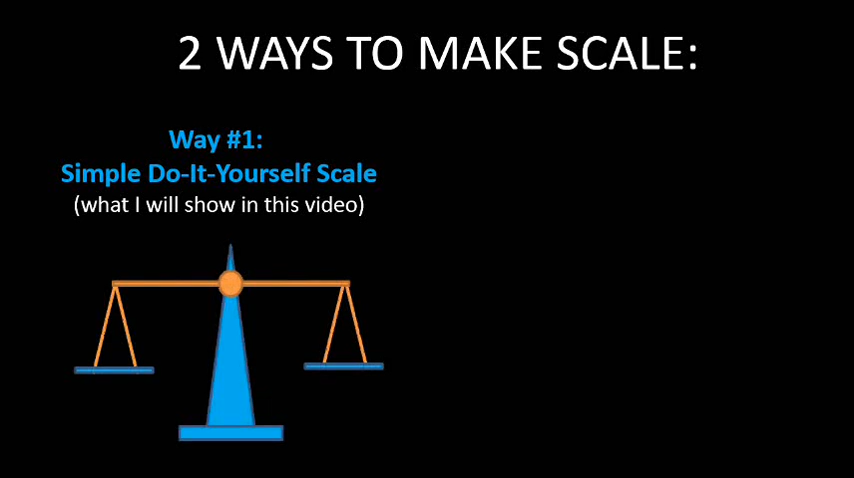 2 WAYS TO MAKE SCALE:
Way #1:
Simple Do-It-Yourself Scale
(what I will show in this video)